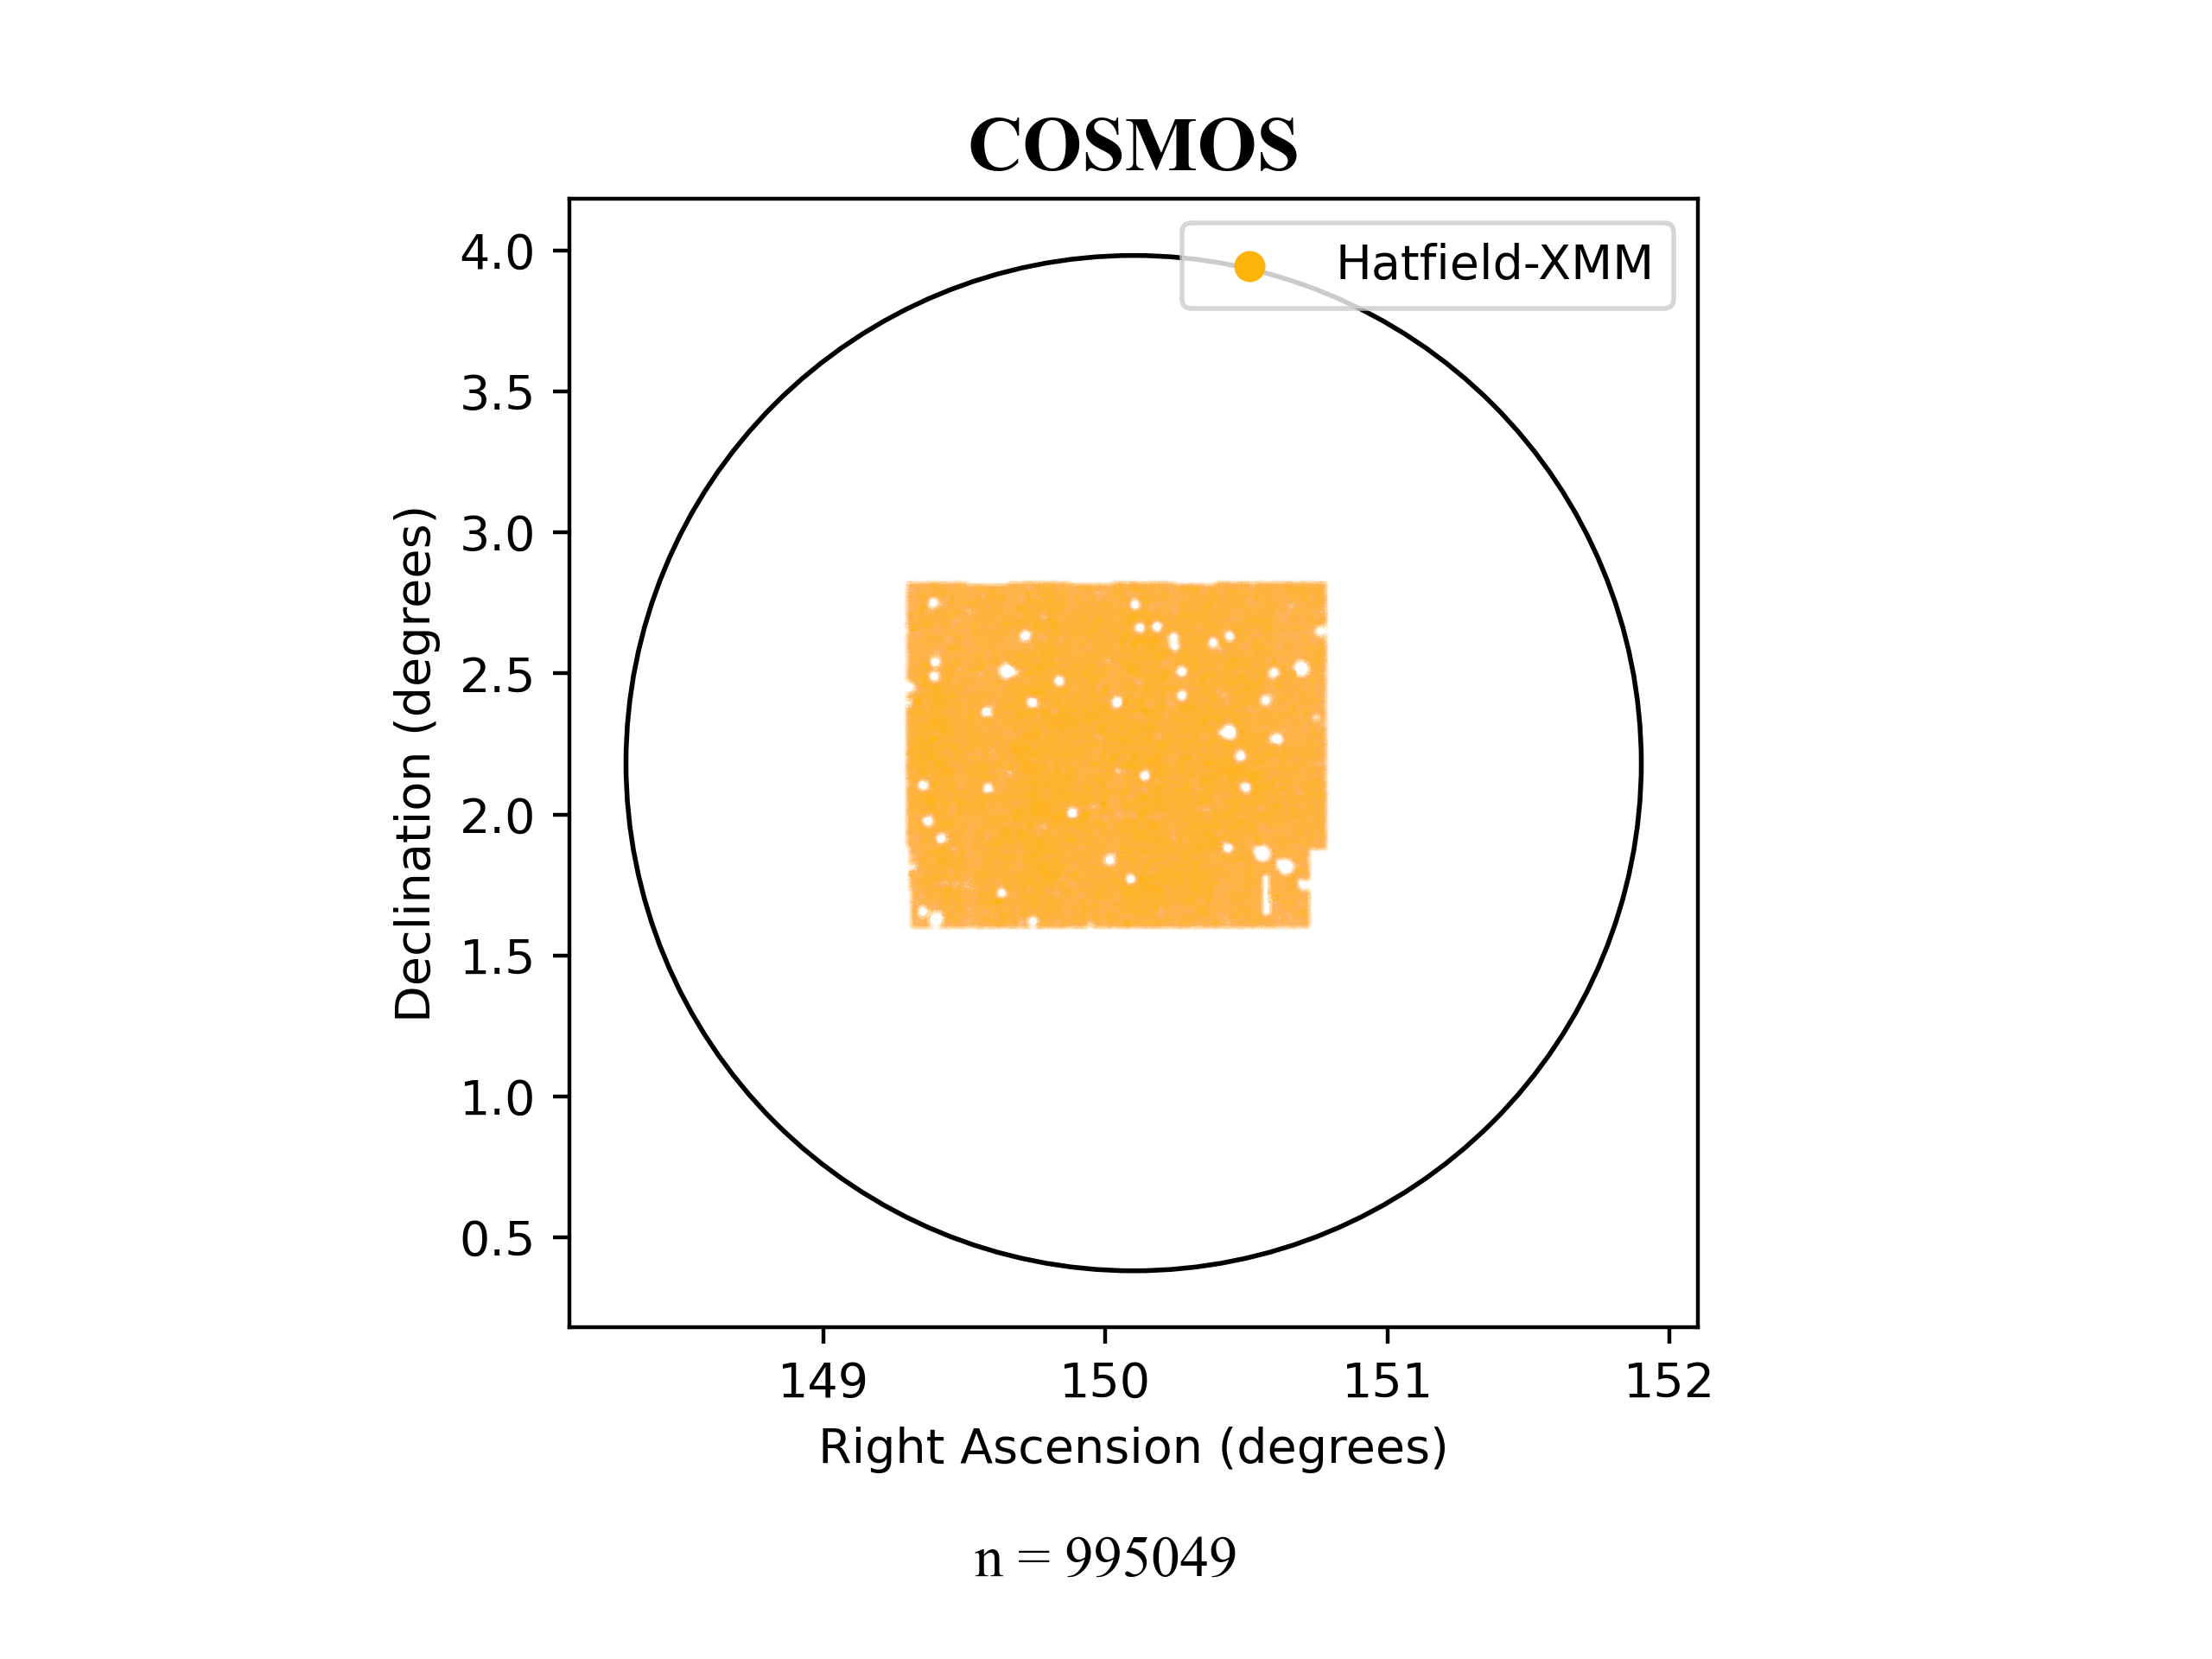 COSMOS
Hatfield-XMM
4.0
3.5
3.0
2.5
2.0
1.5
1.0
0.5
Declination (degrees)
149 150 151 152
Right Ascension (degrees)
n = 995049